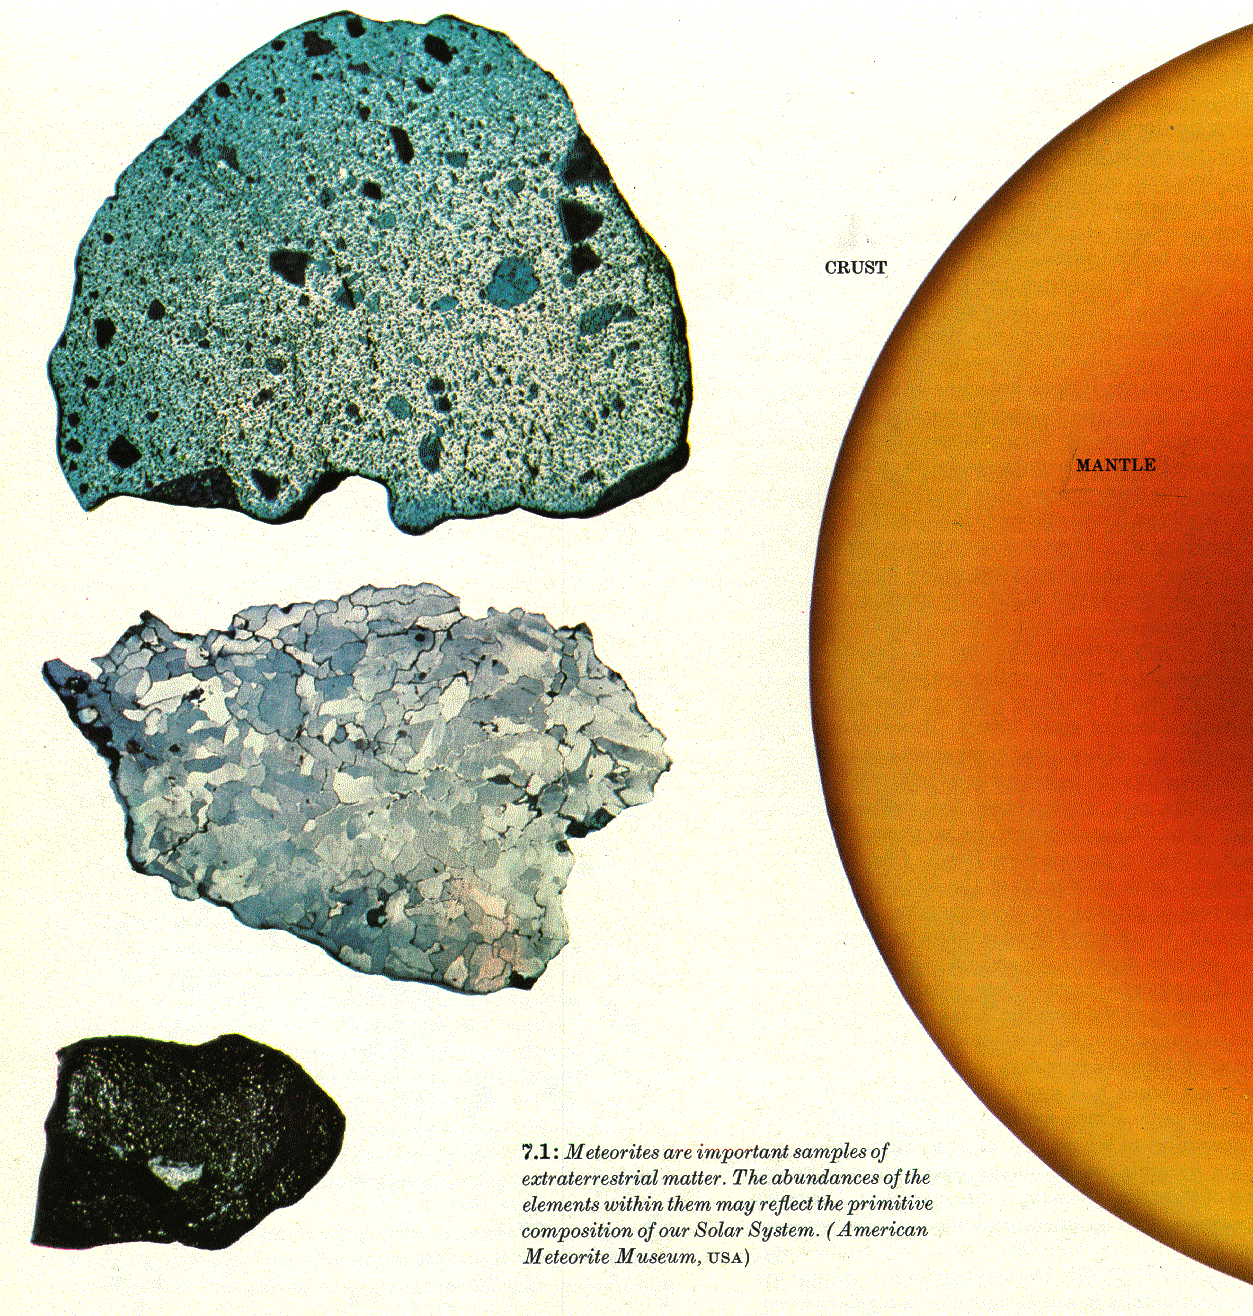 CRUST
MANTLE
7.1: Meteorites are important samples of
extraterrestrial matter. The abundances of the
elements within them may reflect the primitive
composition of our Solar System. (American
Meteorite Museum, USA)